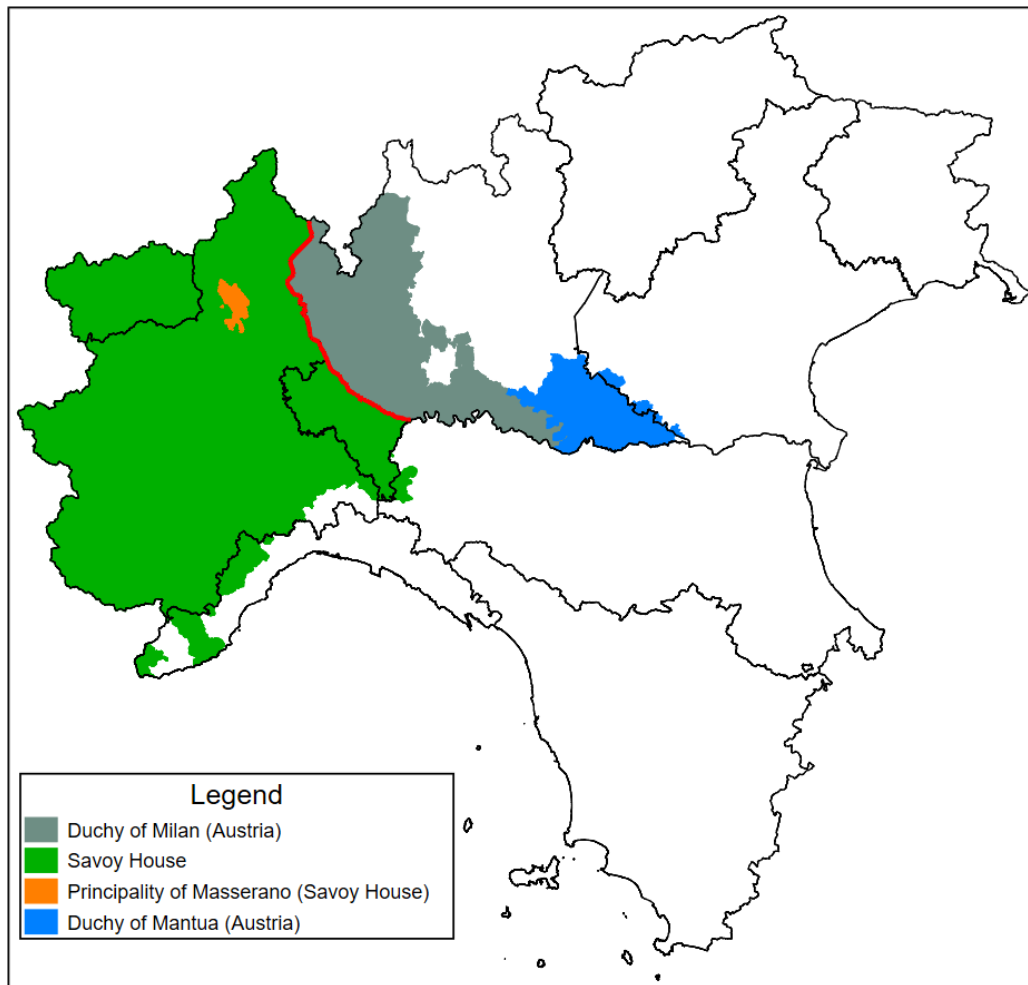 Legend
Duchy of Milan (Austria)
Savoy House
Principality of Masserano (Savoy House)
Duchy of Mantua (Austria)